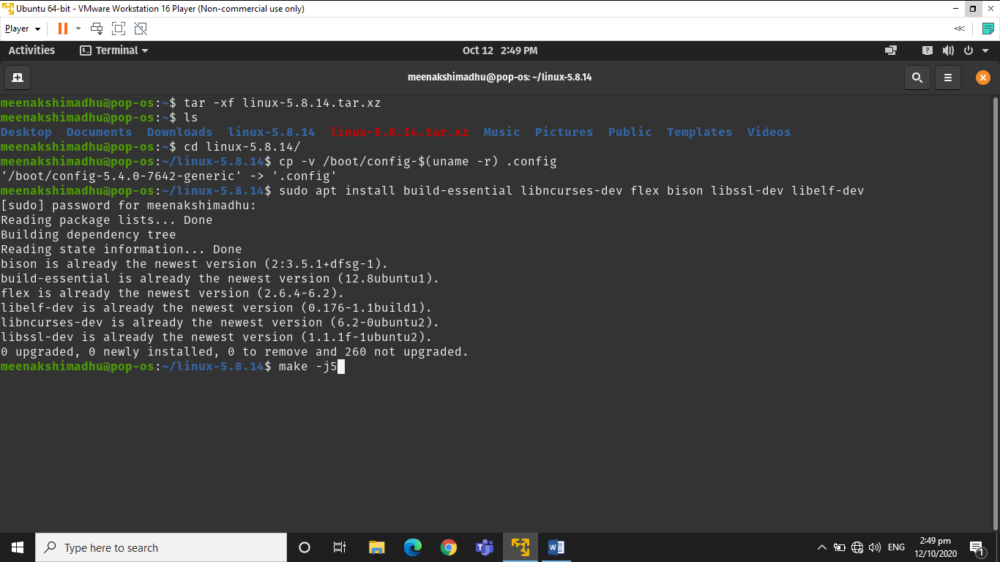 Ubuntu 64-bit - VMware Workstation 16 Player (Non-commercial use only)
Player
Activities Terminal Oct 12 2:49 PM
meenakshimadhu@pop-os: ~/linux-5.8.14
meenakshimadhu@pop-os:~$ tar -xf linux-5.8.14.tar.xz
meenakshimadhu@pop-os:~$ ls
Desktop Documents Downloads linux-5.8.14 linux-5.8.14.tar.xz Music Pictures Public Templates Videos
meenakshimadhu@pop-os:~$ cd linux-5.8.14/
meenakshimadhu@pop-os:~/linux-5.8.14$ cp -v /boot/config-$(uname -r) .config
'/boot/config-5.4.0-7642-generic' -> '.config'
meenakshimadhu@pop-os:~/linux-5.8.14$ sudo apt install build-essential libncurses-dev flex bison libssl-dev libelf-dev
[sudo] password for meenakshimadhu:
Reading package lists... Done
Building dependency tree
Reading state information... Done
bison is already the newest version (2:3.5.1+dfsg-1).
build-essential is already the newest version (12.8ubuntu1).
flex is already the newest version (2.6.4-6.2).
libelf-dev is already the newest version (0.176-1.1build1).
libncurses-dev is already the newest version (6.2-0ubuntu2).
libssl-dev is already the newest version (1.1.1f-1ubuntu2).
0 upgraded, 0 newly installed, 0 to remove and 260 not upgraded.
meenakshimadhu@pop-os:~/linux-5.8.14$ make -j5
Type here to search
ENG
2:49 pm
12/10/2020
1